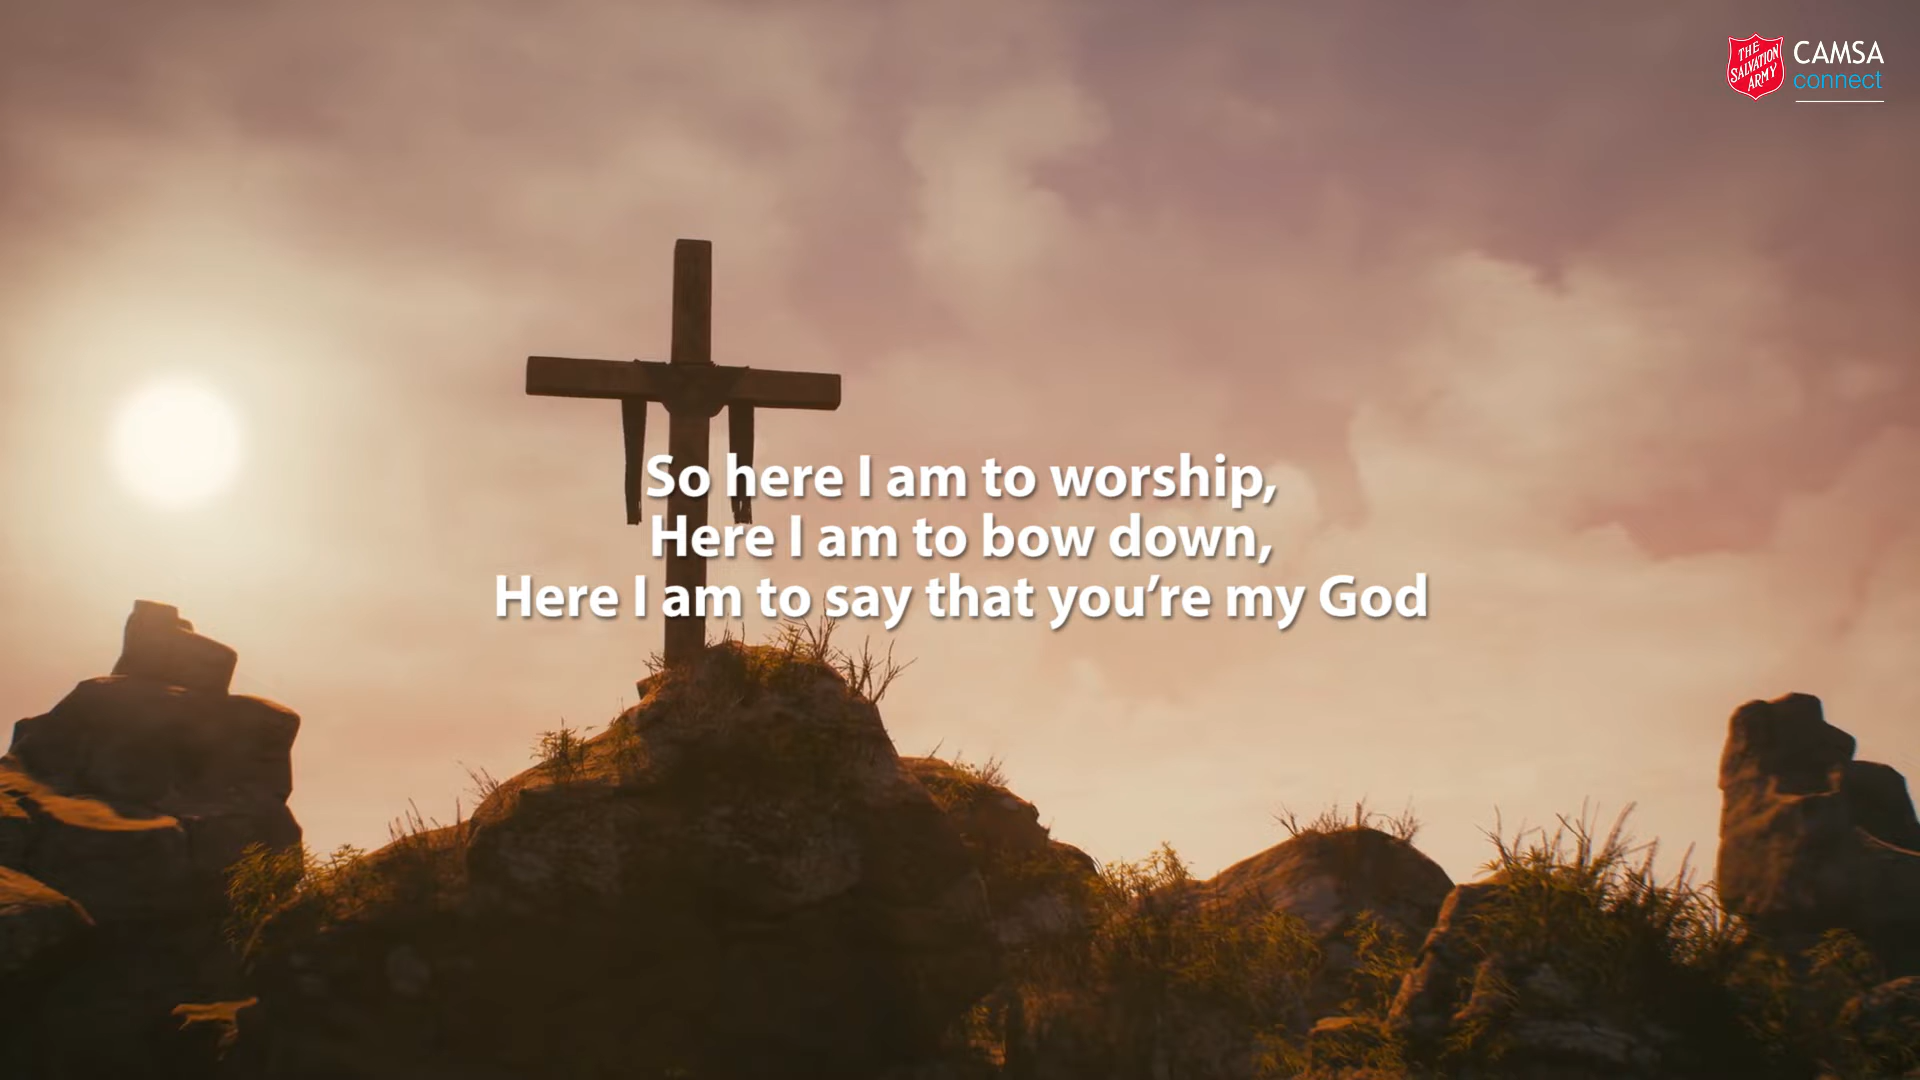 THE
SALVATION
ARMY
CAMSA
connect
So here I am to worship,
Here I am to bow down,
Here I am to say that you’re my God